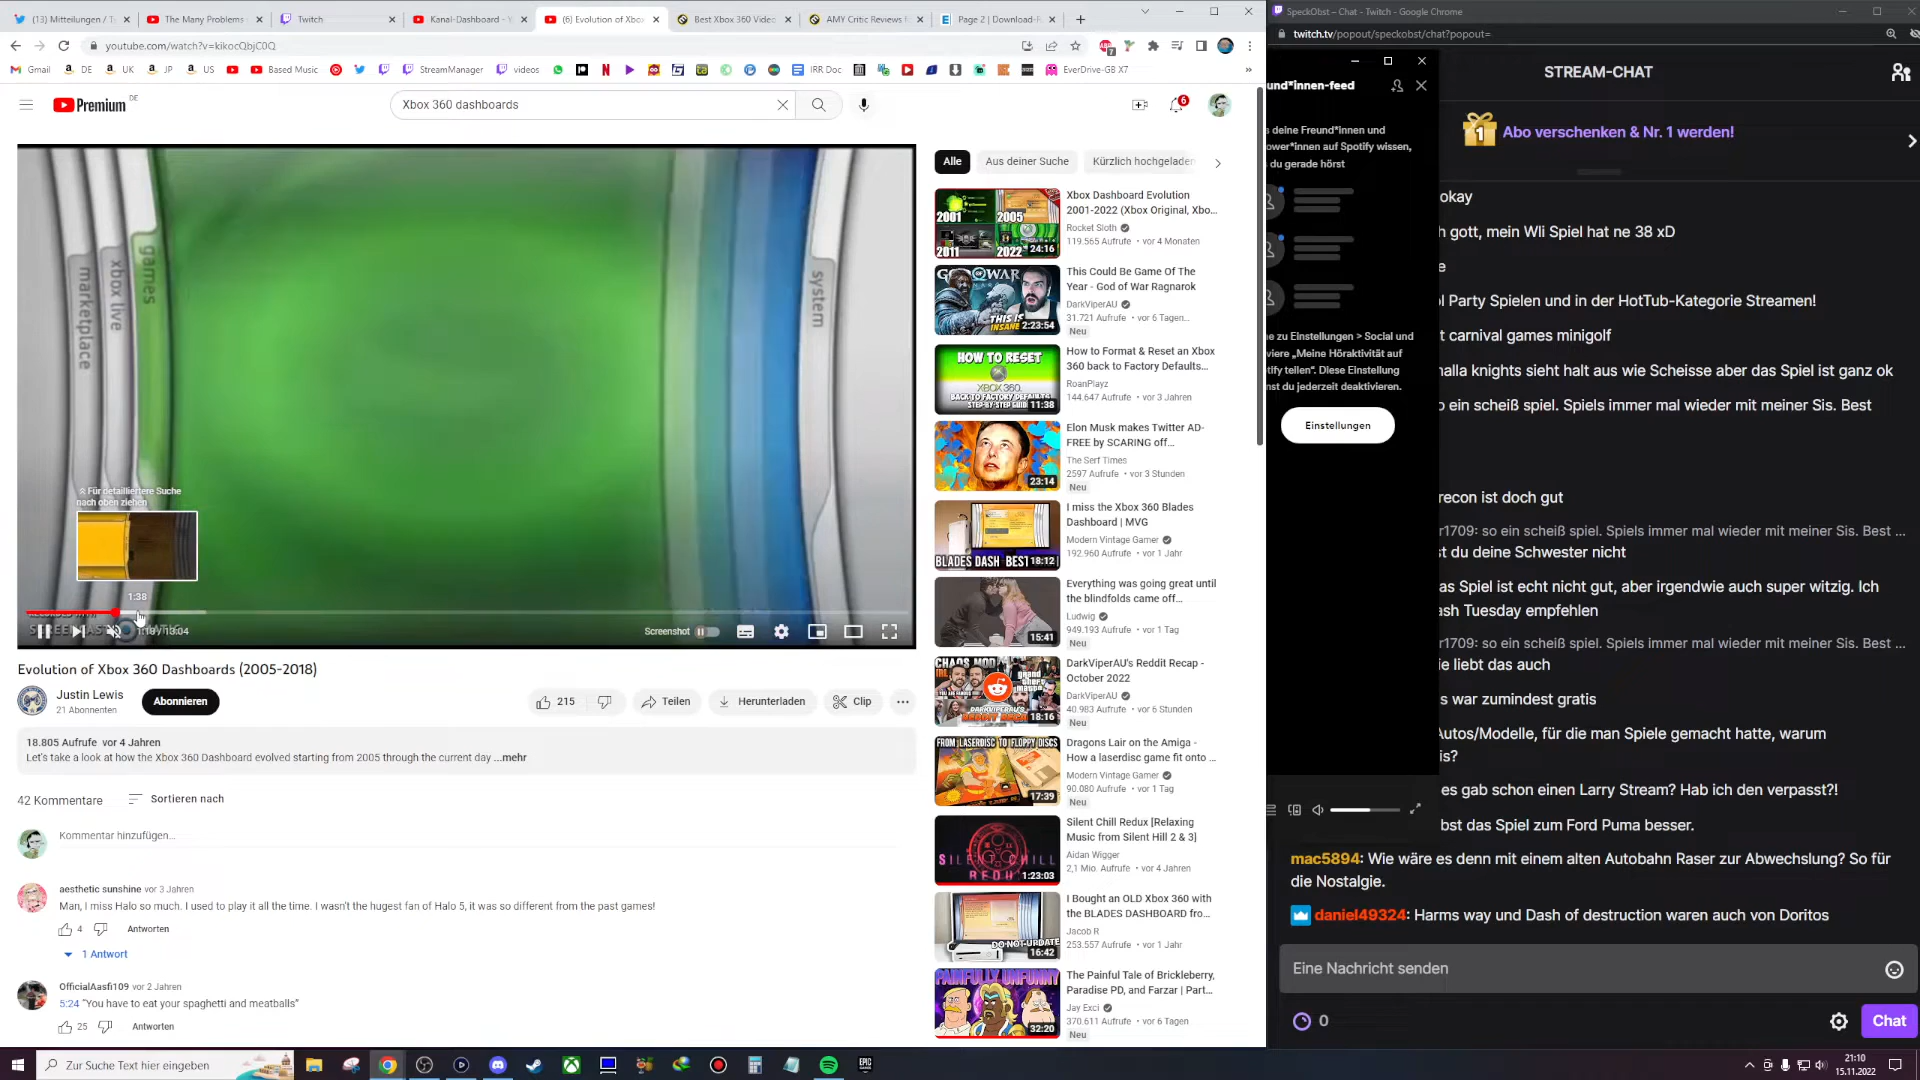 (13) Mitteilungen / T
The Many Problems
Twitch
Kanal-Dashboard - Y
(6) Evolution of Xbo
Best Xbox 360 Vide
AMY Critic Reviews f
Page 2 | Download-
SpeckObst – Chat - Twitch - Google Chrome
youtube.com/watch?v=kikocQbjC0Q
twitch.tv/popout/speckobst/chat?popout=
Gmail
DE
UK
JP
US
Based Music
StreamManager
videos
IRR Doc
EverDrive-GB X7
Premium DE
Xbox 360 dashboards
6
und*innen-feed
STREAM-CHAT
Abo verschenken & Nr. 1 werden!
marketplace
xbox live
games
system
Für detailliertere Suche
nach oben ziehen
1:38
1:18 / 13:04
Screenshot
Evolution of Xbox 360 Dashboards (2005-2018)
Justin Lewis
21 Abonnenten
Abonnieren
215
Teilen
Herunterladen
Clip
18.805 Aufrufe vor 4 Jahren
Let's take a look at how the Xbox 360 Dashboard evolved starting from 2005 through the current day ...mehr
42 Kommentare
Sortieren nach
Kommentar hinzufügen...
aesthetic sunshine vor 3 Jahren
Man, I miss Halo so much. I used to play it all the time. I wasn't the hugest fan of Halo 5, it was so different from the past games!
4
Antworten
1 Antwort
OfficialAasfi109 vor 2 Jahren
5:24 "You have to eat your spaghetti and meatballs"
25
Antworten
Alle
Aus deiner Suche
Kürzlich hochgeladen
2001 2005
2011 2022
24:16
Xbox Dashboard Evolution
2001-2022 (Xbox Original, Xbo...
Rocket Sloth
119.565 Aufrufe • vor 4 Monaten
THIS IS
INSANE
2:23:54
This Could Be Game Of The
Year - God of War Ragnarok
DarkViperAU
31.721 Aufrufe • vor 6 Tagen...
Neu
HOW TO RESET
XBOX 360
BACK TO FACTORY DEFAULTS
STEP-BY-STEP GUIDE
11:38
How to Format & Reset an Xbox
360 back to Factory Defaults...
RoanPlayz
144.647 Aufrufe • vor 3 Jahren
23:14
Elon Musk makes Twitter AD-
FREE by SCARING off...
The Serf Times
2597 Aufrufe • vor 3 Stunden
Neu
BLADES DASH BEST
18:12
I miss the Xbox 360 Blades
Dashboard | MVG
Modern Vintage Gamer
192.960 Aufrufe • vor 1 Jahr
15:41
Everything was going great until
the blindfolds came off...
Ludwig
949.193 Aufrufe • vor 1 Tag
Neu
CHAOS MOD
18:16
DarkViperAU's Reddit Recap -
October 2022
DarkViperAU
40.983 Aufrufe • vor 6 Stunden
Neu
FROM LASERDISC TO FLOPPY DISCS
17:39
Dragons Lair on the Amiga -
How a laserdisc game fit onto ...
Modern Vintage Gamer
90.080 Aufrufe • vor 1 Tag
Neu
SILENT CHILL
REDUX
1:23:03
Silent Chill Redux [Relaxing
Music from Silent Hill 2 & 3]
Aidan Wigger
2,1 Mio. Aufrufe • vor 4 Jahren
DO NOT UPDATE
16:42
I Bought an OLD Xbox 360 with
the BLADES DASHBOARD fro...
Jacob R
253.557 Aufrufe • vor 1 Jahr
PAINFULLY UNFUNNY
32:20
The Painful Tale of Brickleberry,
Paradise PD, and Farzar | Part...
Jay Exci
370.611 Aufrufe • vor 6 Tagen
Neu
s deine Freund*innen und
ower*innen auf Spotify wissen,
du gerade hörst
e zu Einstellungen > Social und
viere „Meine Höraktivität auf
tify teilen“. Diese Einstellung
nst du jederzeit deaktivieren.
Einstellungen
okay
h gott, mein WIi Spiel hat ne 38 xD
e
l Party Spielen und in der HotTub-Kategorie Streamen!
t carnival games minigolf
nalla knights sieht halt aus wie Scheisse aber das Spiel ist ganz ok
o ein scheiß spiel. Spiels immer mal wieder mit meiner Sis. Best
recon ist doch gut
r1709: so ein scheiß spiel. Spiels immer mal wieder mit meiner Sis. Best ...
st du deine Schwester nicht
as Spiel ist echt nicht gut, aber irgendwie auch super witzig. Ich
ash Tuesday empfehlen
1709: so ein scheiß spiel. Spiels immer mal wieder mit meiner Sis. Best ...
ie liebt das auch
s war zumindest gratis
Autos/Modelle, für die man Spiele gemacht hatte, warum
is?
es gab schon einen Larry Stream? Hab ich den verpasst?!
bst das Spiel zum Ford Puma besser.
mac5894: Wie wäre es denn mit einem alten Autobahn Raser zur Abwechslung? So für
die Nostalgie.
daniel49324: Harms way und Dash of destruction waren auch von Doritos
Eine Nachricht senden
0
Chat
Zur Suche Text hier eingeben
21:10
15.11.2022